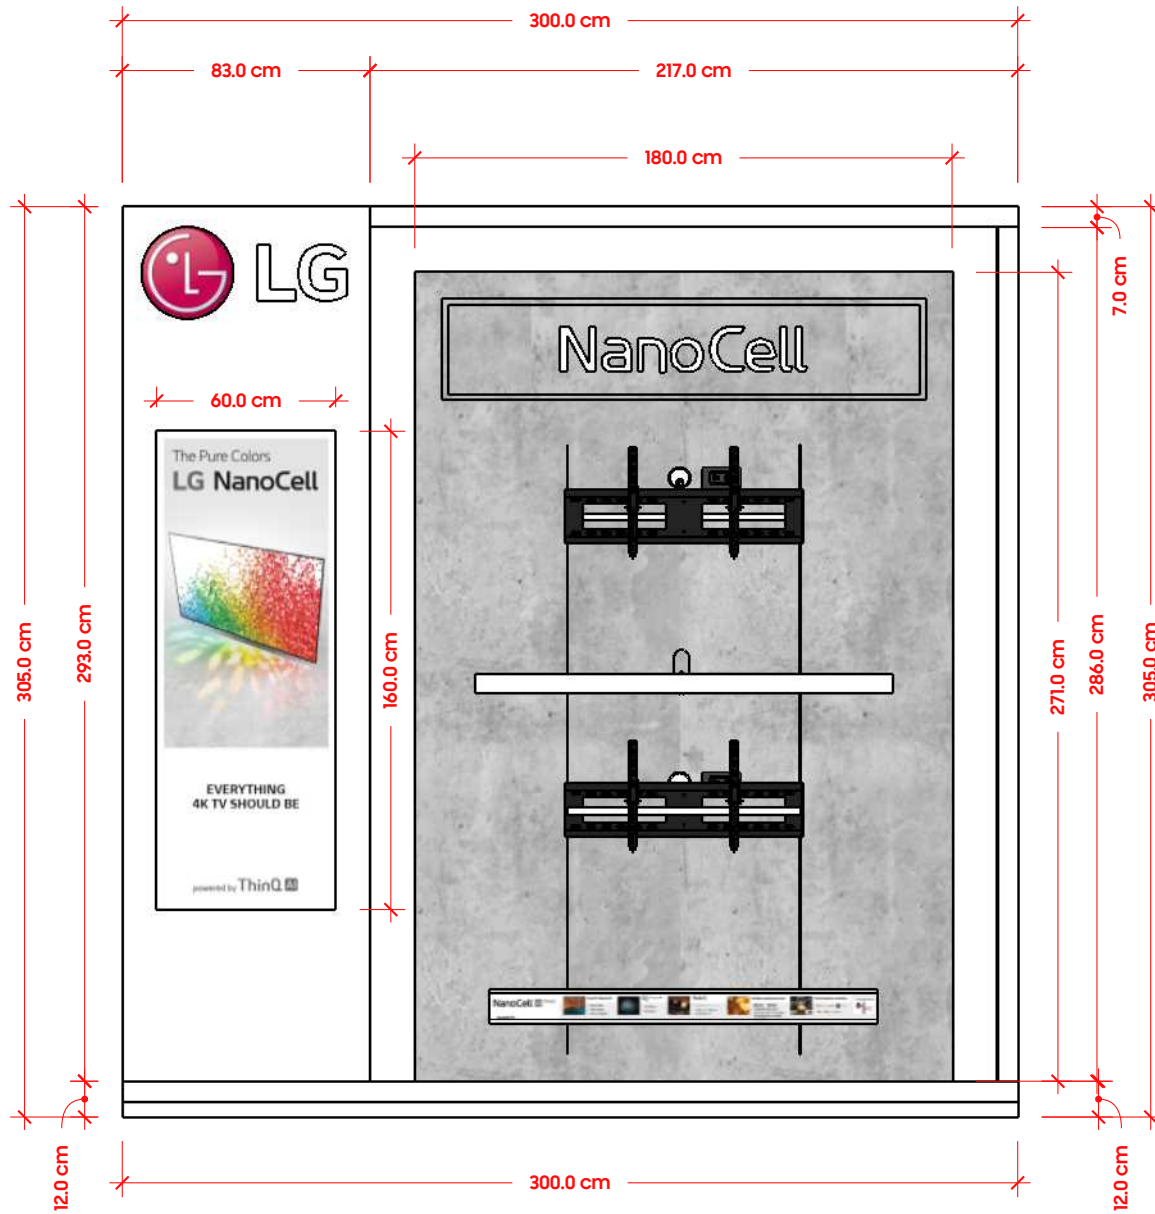 300.0 cm
83.0 cm
217.0 cm
180.0 cm
LG
NanoCell
7.0 cm
60.0 cm
The Pure Colors
LG NanoCell
305.0 cm
293.0 cm
160.0 cm
271.0 cm
286.0 cm
305.0 cm
EVERYTHING
4K TV SHOULD BE
powered by ThinQ AI
NanoCell
12.0 cm
300.0 cm
12.0 cm